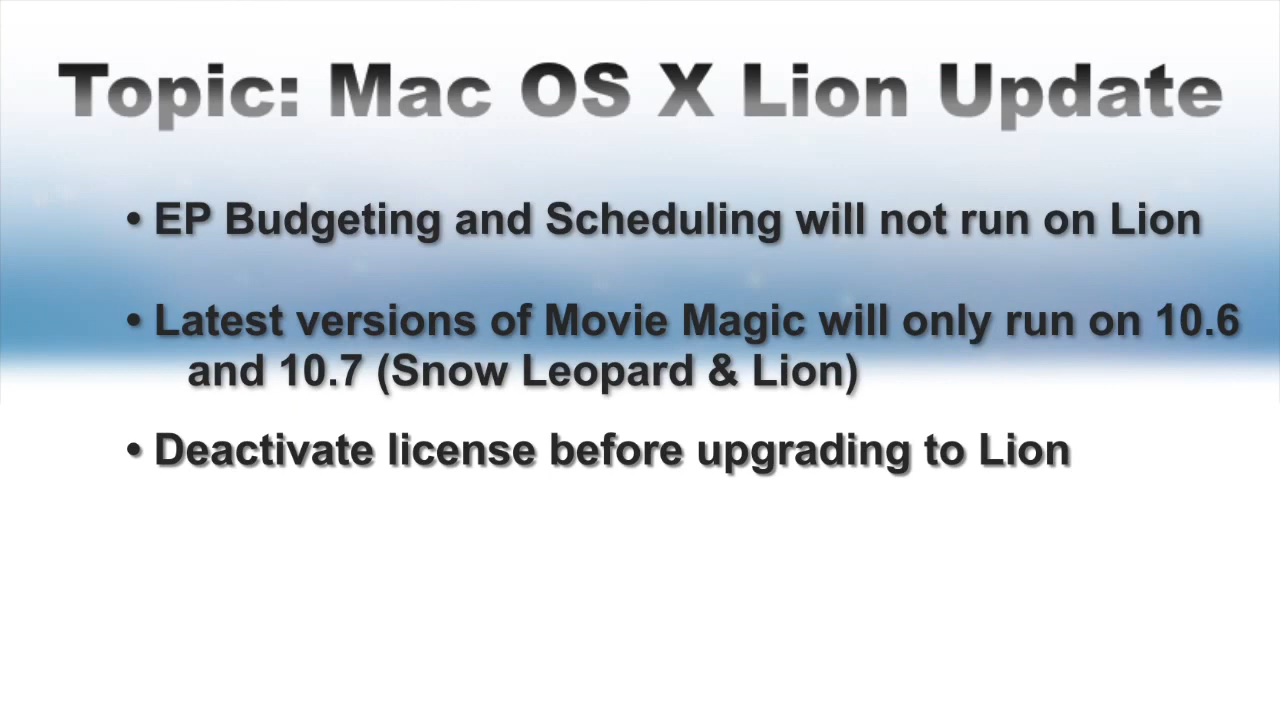 Topic: Mac OS X Lion Update
• EP Budgeting and Scheduling will not run on Lion
• Latest versions of Movie Magic will only run on 10.6
and 10.7 (Snow Leopard & Lion)
• Deactivate license before upgrading to Lion